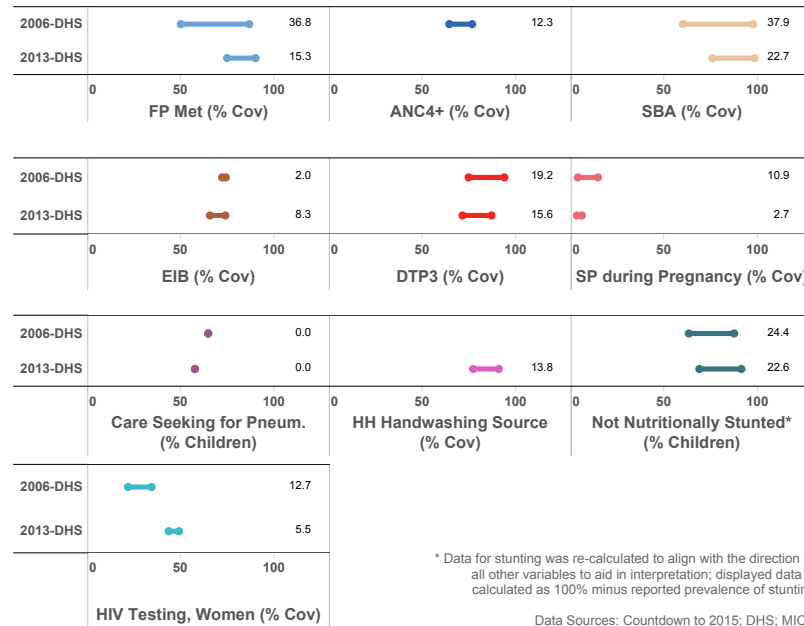 2006-DHS 36.8 12.3 37.9
2013-DHS 15.3 22.7
0 50 100 0 50 100 0 50 100
FP Met (% Cov) ANC4+ (% Cov) SBA (% Cov)
2006-DHS 2.0 19.2 10.9
2013-DHS 8.3 15.6 2.7
0 50 100 0 50 100 0 50 100
EIB (% Cov) DTP3 (% Cov) SP during Pregnancy (% Cov)
2006-DHS 0.0 24.4
2013-DHS 0.0 13.8 22.6
0 50 100 0 50 100 0 50 100
Care Seeking for Pneum. HH Handwashing Source Not Nutritionally Stunted*
(% Children) (% Cov) (% Children)
2006-DHS 12.7
2013-DHS 5.5
0 50 100
HIV Testing, Women (% Cov)
* Data for stunting was re-calculated to align with the direction
all other variables to aid in interpretation; displayed data
calculated as 100% minus reported prevalence of stuntin
Data Sources: Countdown to 2015; DHS; MIC